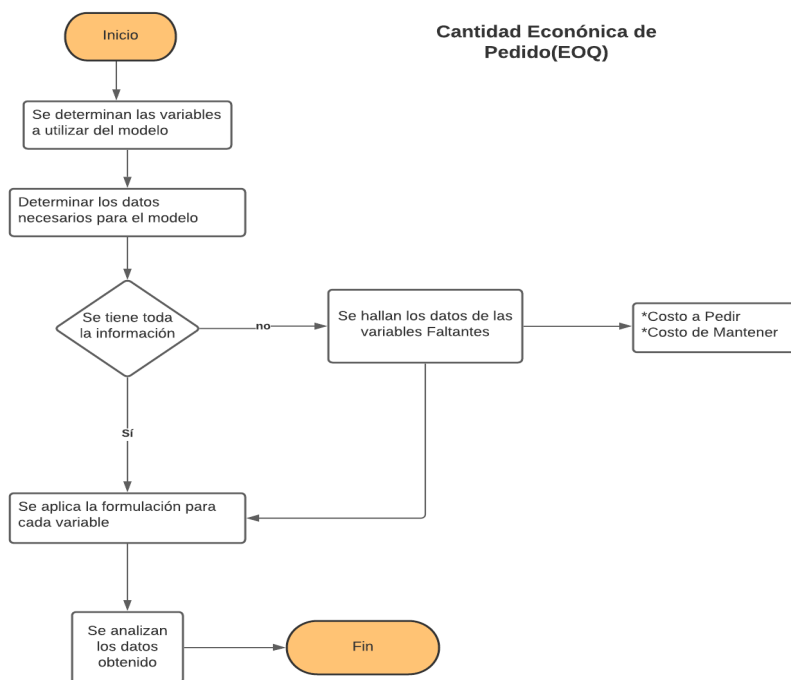 Inicio
Cantidad Econónica de
Pedido(EOQ)
Se determinan las variables
a utilizar del modelo
Determinar los datos
necesarios para el modelo
Se tiene toda
la información
no
Se hallan los datos de las
variables Faltantes
*Costo a Pedir
*Costo de Mantener
Sí
Se aplica la formulación para
cada variable
Se analizan
los datos
obtenido
Fin